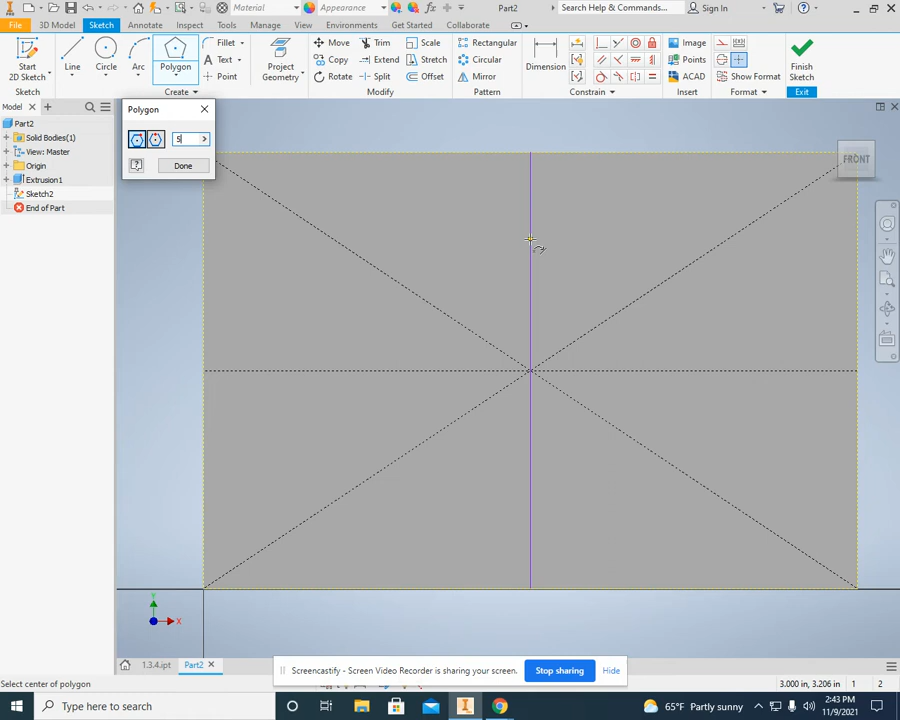 Material
Appearance
Part2
Search Help & Commands...
Sign In
File
3D Model
Sketch
Annotate
Inspect
Tools
Manage
View
Environments
Get Started
Collaborate
Start
2D Sketch
Line
Circle
Arc
Polygon
Fillet
Text
Point
Project
Geometry
Move
Copy
Rotate
Trim
Extend
Split
Scale
Stretch
Offset
Rectangular
Circular
Mirror
Dimension
Image
Points
ACAD
Show Format
Finish
Sketch
Sketch
Create
Modify
Pattern
Constrain
Insert
Format
Exit
Model
Part2
Solid Bodies(1)
View: Master
Origin
Extrusion1
Sketch2
End of Part
Polygon
5
Done
FRONT
Y
X
1.3.4.ipt
Part2
Screencastify - Screen Video Recorder is sharing your screen.
Stop sharing
Hide
Select center of polygon
3.000 in, 3.206 in
1
2
Type here to search
65°F Partly sunny
2:43 PM
11/9/2021